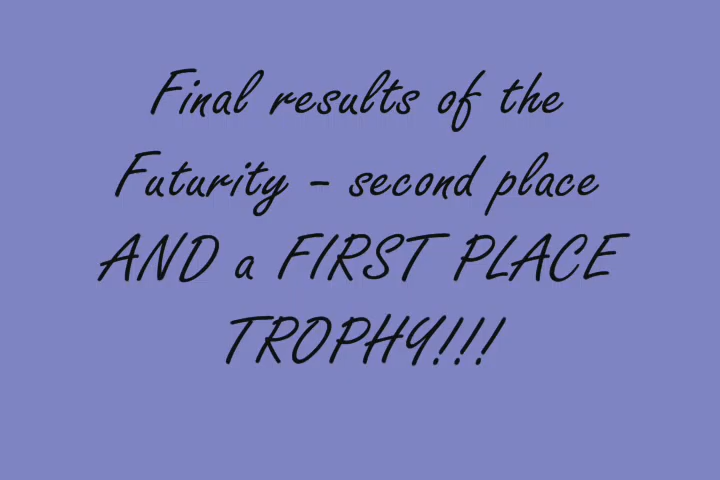 Final results of the
Futurity - second place
AND a FIRST PLACE
TROPHY!!!